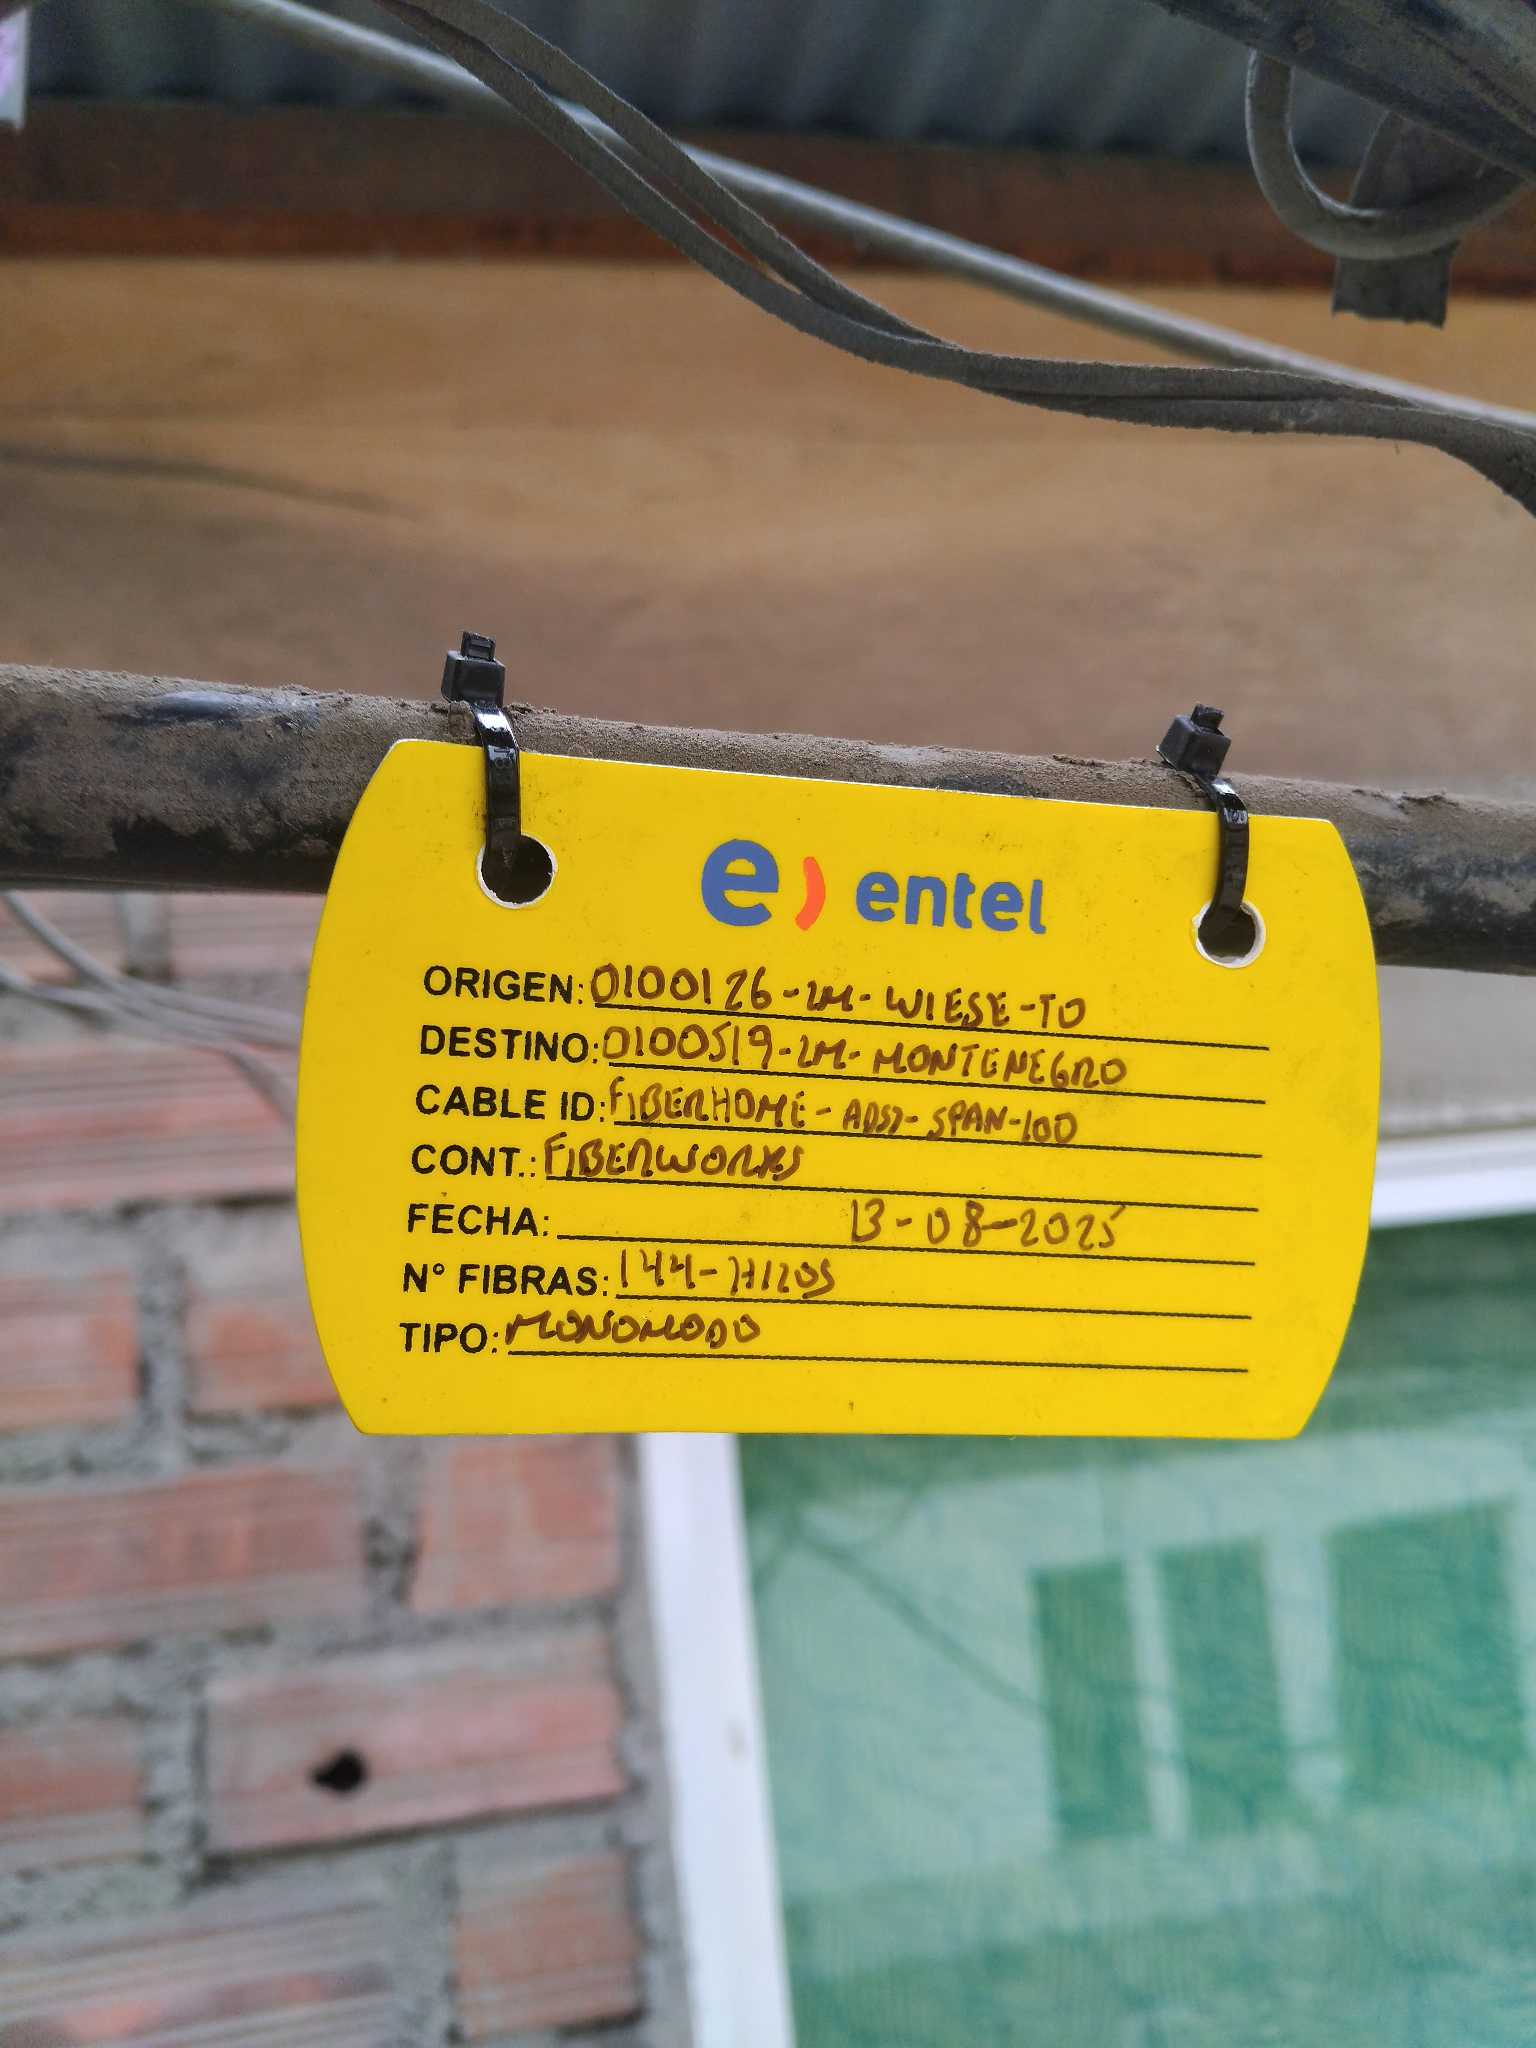 e) entel
ORIGEN: 0100126-LM-WIESE-TO
DESTINO: 0100519-LM-MONTENEGRO
CABLE ID: FIBERHOME-ADSS-SPAN-100
CONT.: FIBERWORKS
FECHA: 13-08-2025
N° FIBRAS: 144-HILOS
TIPO: MONOMODO